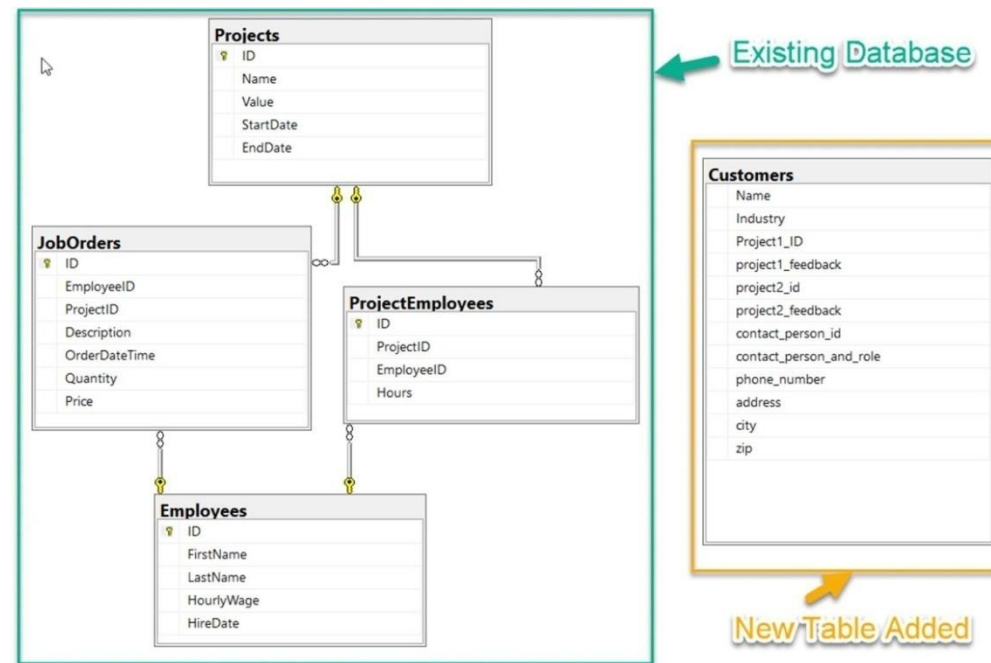 Projects
ID
Name
Value
StartDate
EndDate
Existing Database
JobOrders
ID
EmployeeID
ProjectID
Description
OrderDateTime
Quantity
Price
ProjectEmployees
ID
ProjectID
EmployeeID
Hours
Employees
ID
FirstName
LastName
HourlyWage
HireDate
Customers
Name
Industry
Project1_ID
project1_feedback
project2_id
project2_feedback
contact_person_id
contact_person_and_role
phone_number
address
city
zip
New Table Added